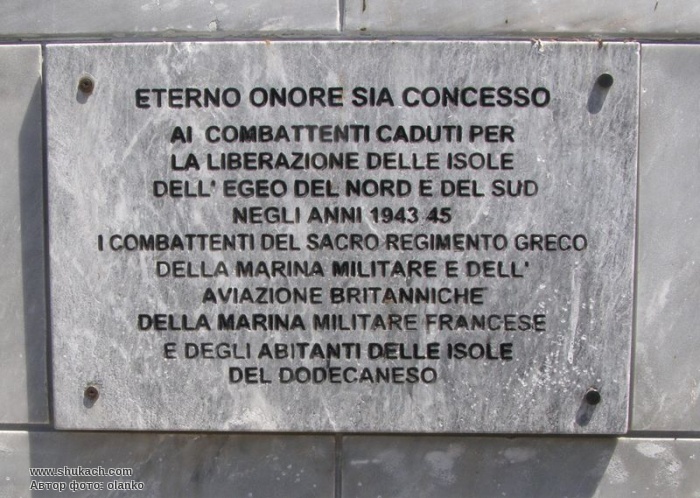 ETERNO ONORE SIA CONCESSO
AI COMBATTENTI CADUTI PER
LA LIBERAZIONE DELLE ISOLE
DELL' EGEO DEL NORD E DEL SUD
NEGLI ANNI 1943 45
I COMBATTENTI DEL SACRO REGIMENTO GRECO
DELLA MARINA MILITARE E DELL'
AVIAZIONE BRITANNICHE
DELLA MARINA MILITARE FRANCESE
E DEGLI ABITANTI DELLE ISOLE
DEL DODECANESO
www.shukach.com
Автор фото: olanko